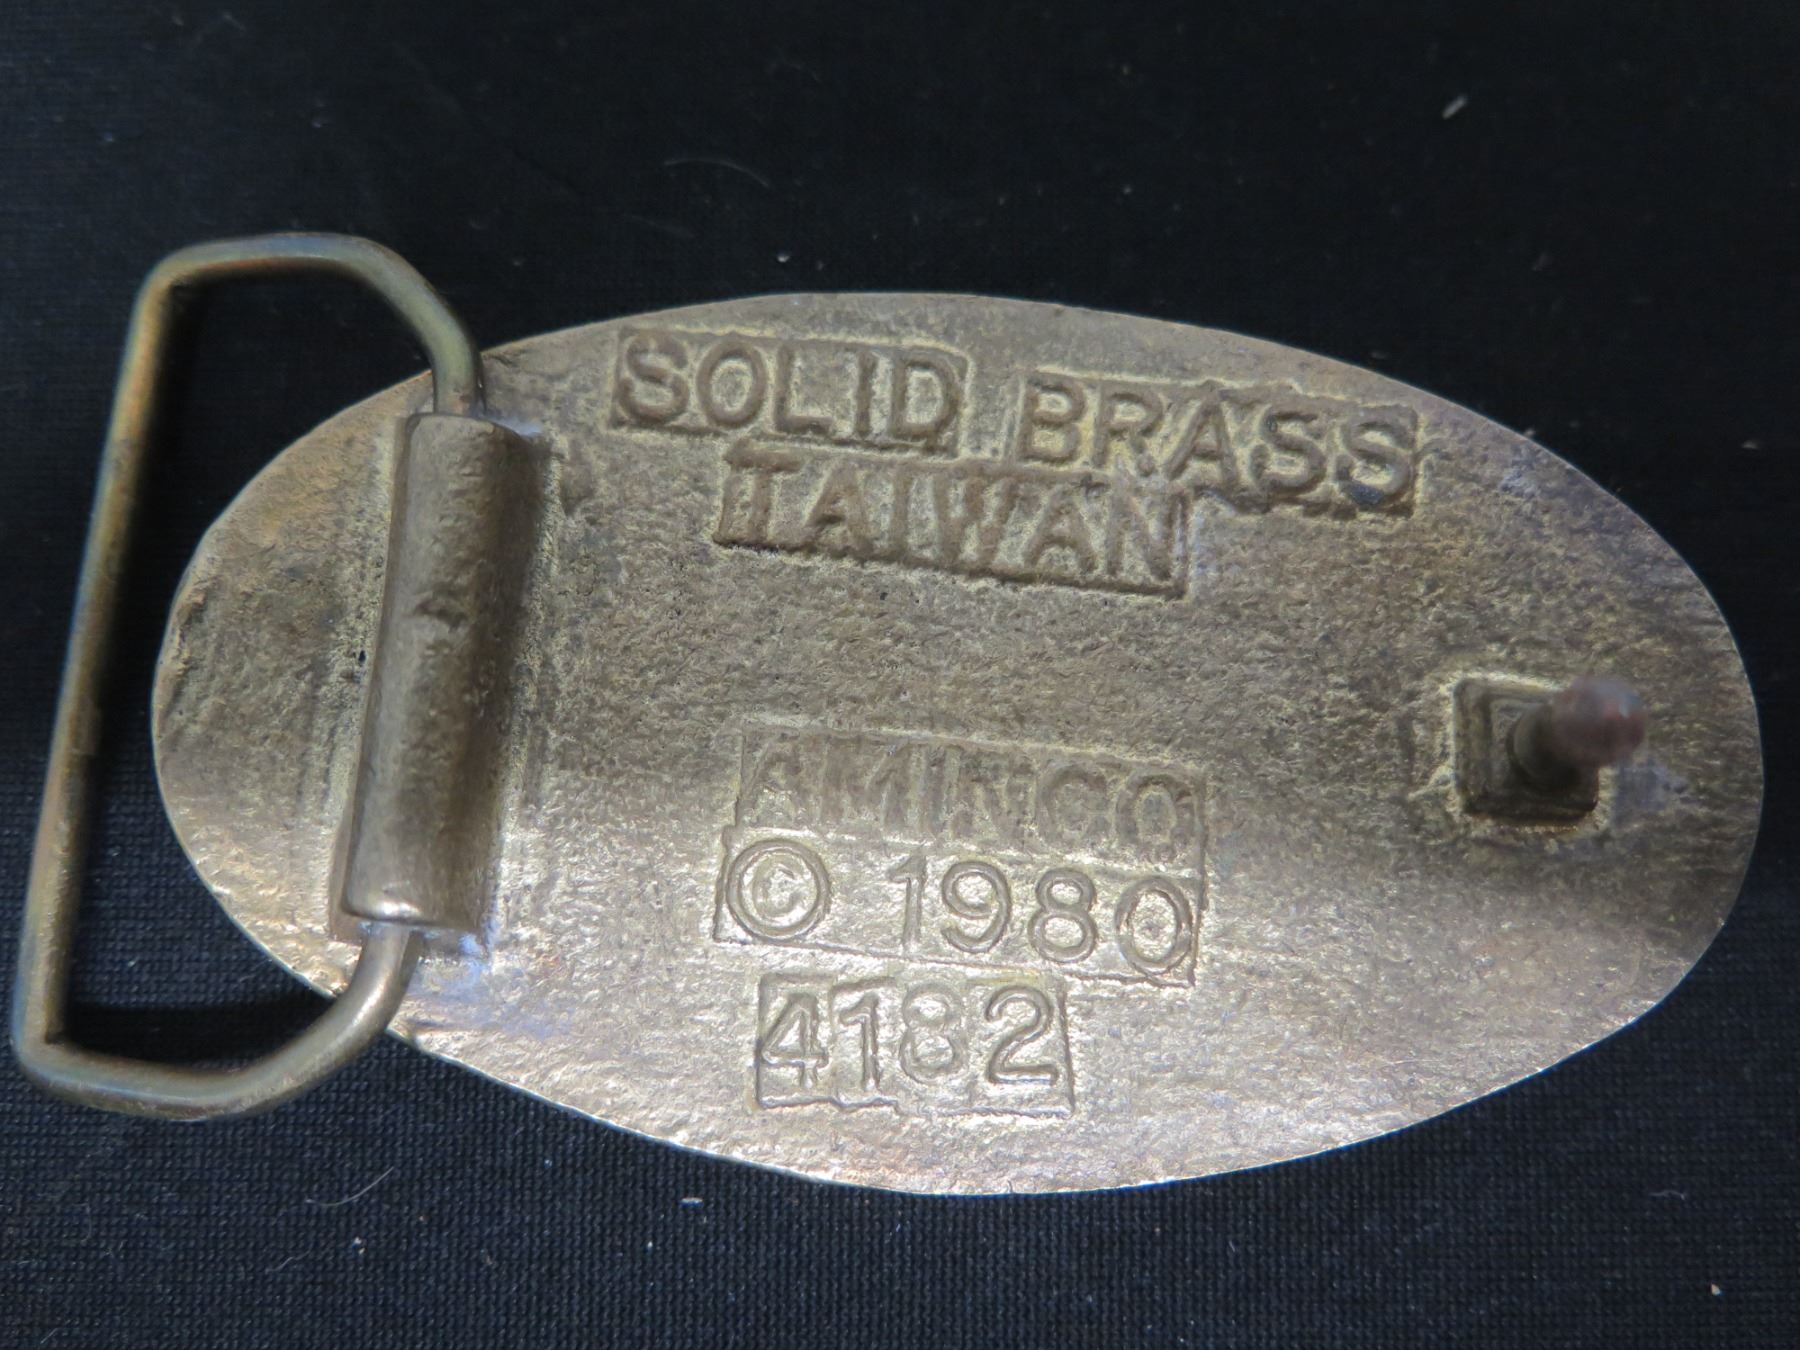 SOLID BRASS
TAIWAN
AMINCO
© 1980
4182